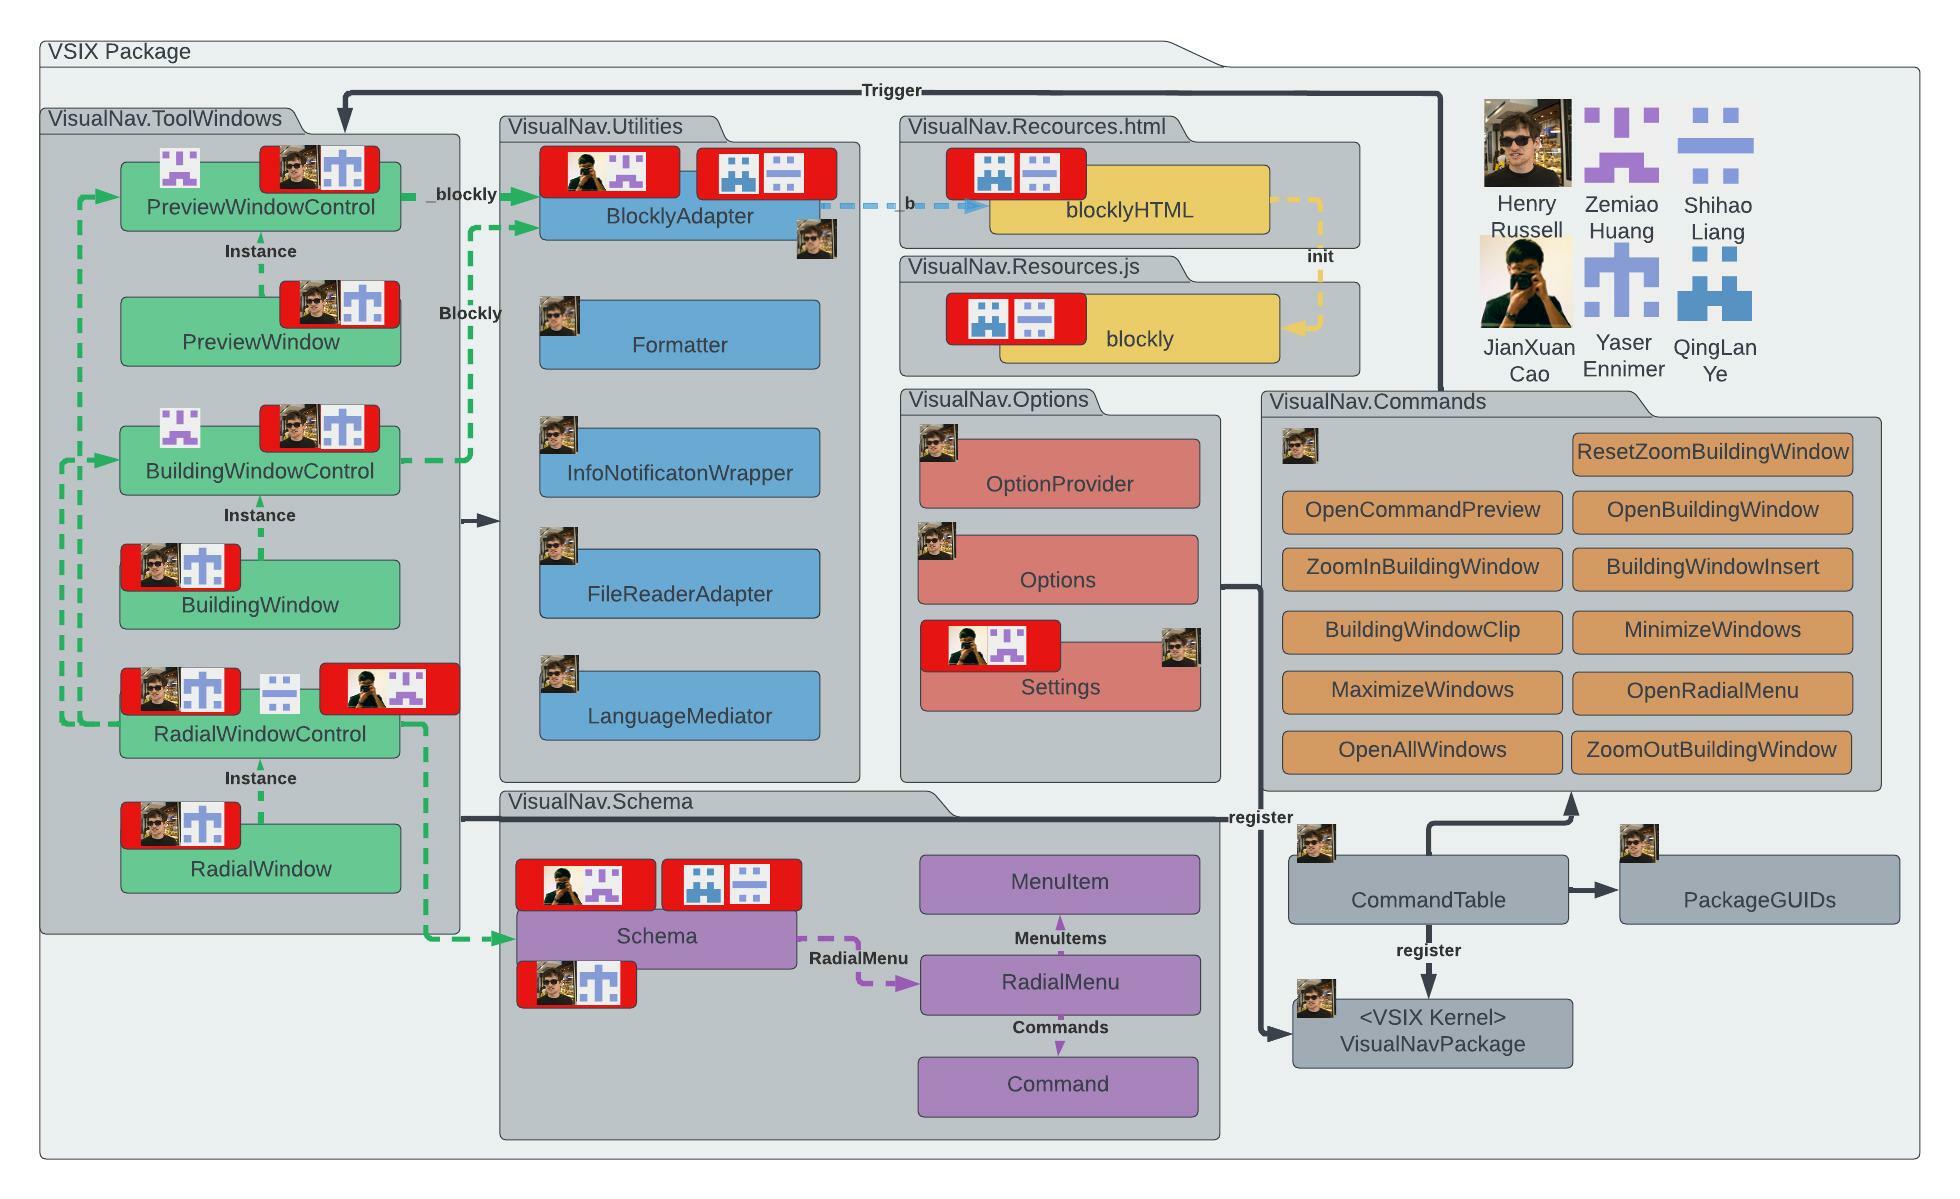 VSIX Package
Trigger
VisualNav.ToolWindows
PreviewWindowControl
Instance
PreviewWindow
BuildingWindowControl
Instance
BuildingWindow
RadialWindowControl
Instance
RadialWindow
_blockly
Blockly
VisualNav.Utilities
BlocklyAdapter
Formatter
InfoNotificatonWrapper
FileReaderAdapter
LanguageMediator
_b
VisualNav.Recources.html
blocklyHTML
init
VisualNav.Resources.js
blockly
Henry
Russell
Zemiao
Huang
Shihao
Liang
JianXuan
Cao
Yaser
Ennimer
QingLan
Ye
VisualNav.Options
OptionProvider
Options
Settings
VisualNav.Commands
ResetZoomBuildingWindow
OpenCommandPreview
OpenBuildingWindow
ZoomInBuildingWindow
BuildingWindowInsert
BuildingWindowClip
MinimizeWindows
MaximizeWindows
OpenRadialMenu
OpenAllWindows
ZoomOutBuildingWindow
VisualNav.Schema
Schema
RadialMenu
MenuItem
MenuItems
RadialMenu
Commands
Command
register
CommandTable
PackageGUIDs
register
<VSIX Kernel>
VisualNavPackage